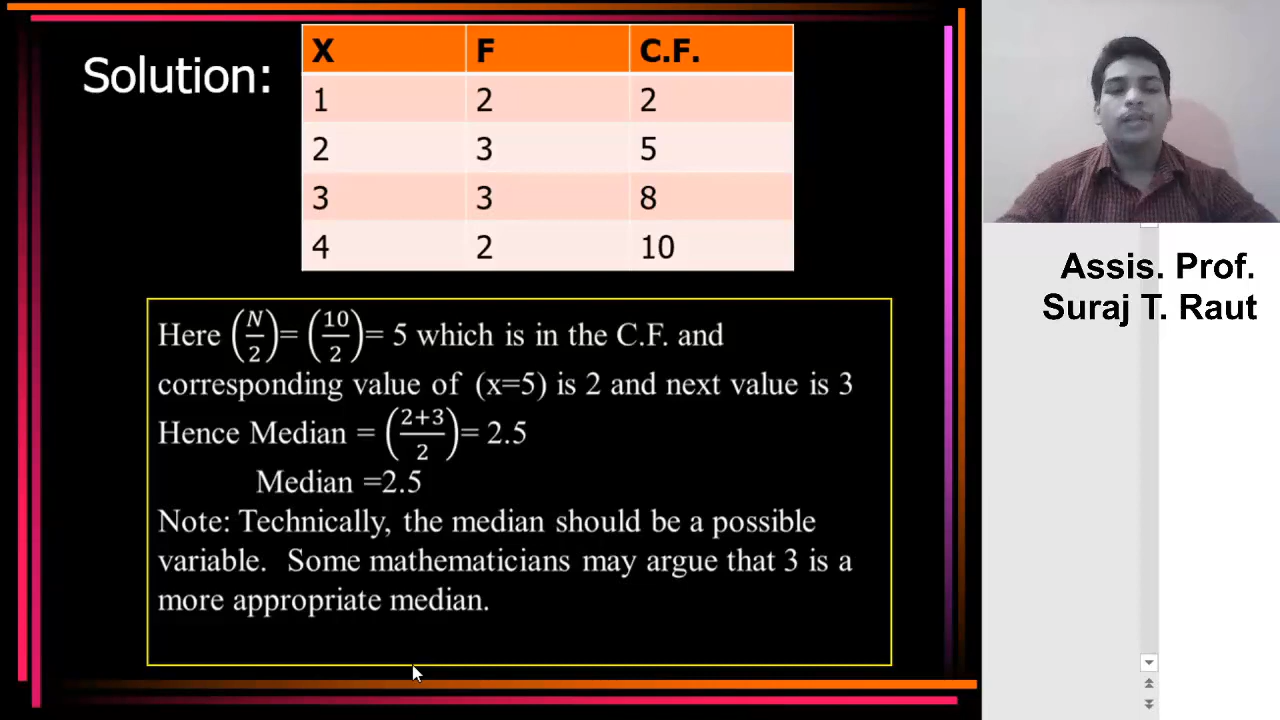 Solution:
X F C.F.
1 2 2
2 3 5
3 3 8
4 2 10
Here (N/2)= (10/2)= 5 which is in the C.F. and
corresponding value of (x=5) is 2 and next value is 3
Hence Median = (2+3/2)= 2.5
Median =2.5
Note: Technically, the median should be a possible
variable. Some mathematicians may argue that 3 is a
more appropriate median.
Assis. Prof.
Suraj T. Raut